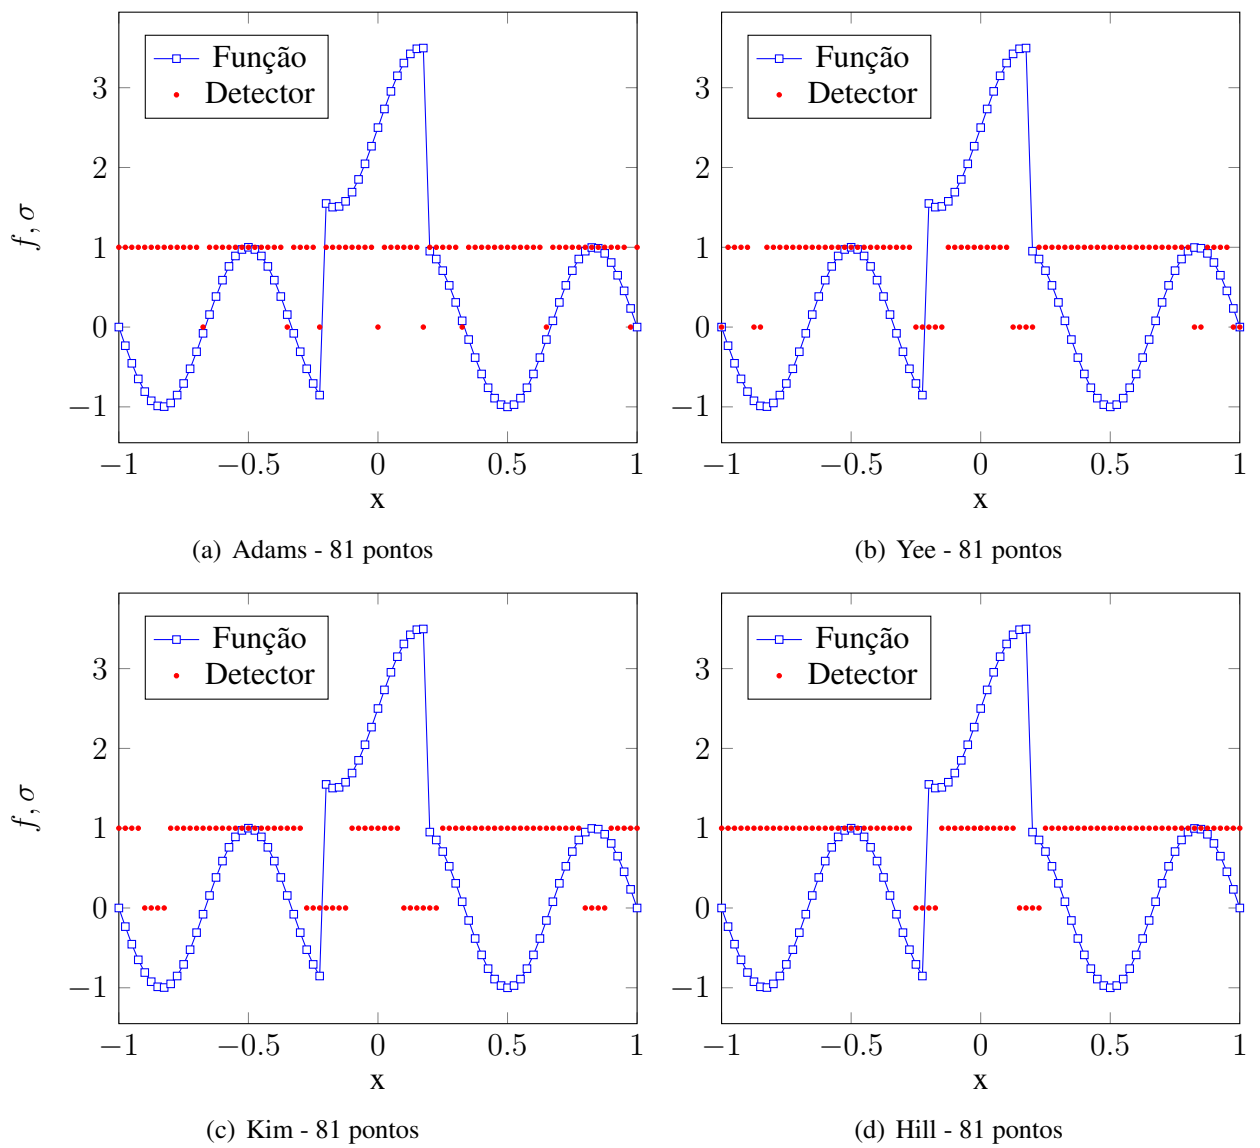 Função
Detector
3
2
1
0
−1
f, σ
−1
−0.5
0
0.5
1
x
(a) Adams - 81 pontos
Função
Detector
3
2
1
0
−1
−1
−0.5
0
0.5
1
x
(b) Yee - 81 pontos
Função
Detector
3
2
1
0
−1
f, σ
−1
−0.5
0
0.5
1
x
(c) Kim - 81 pontos
Função
Detector
3
2
1
0
−1
−1
−0.5
0
0.5
1
x
(d) Hill - 81 pontos